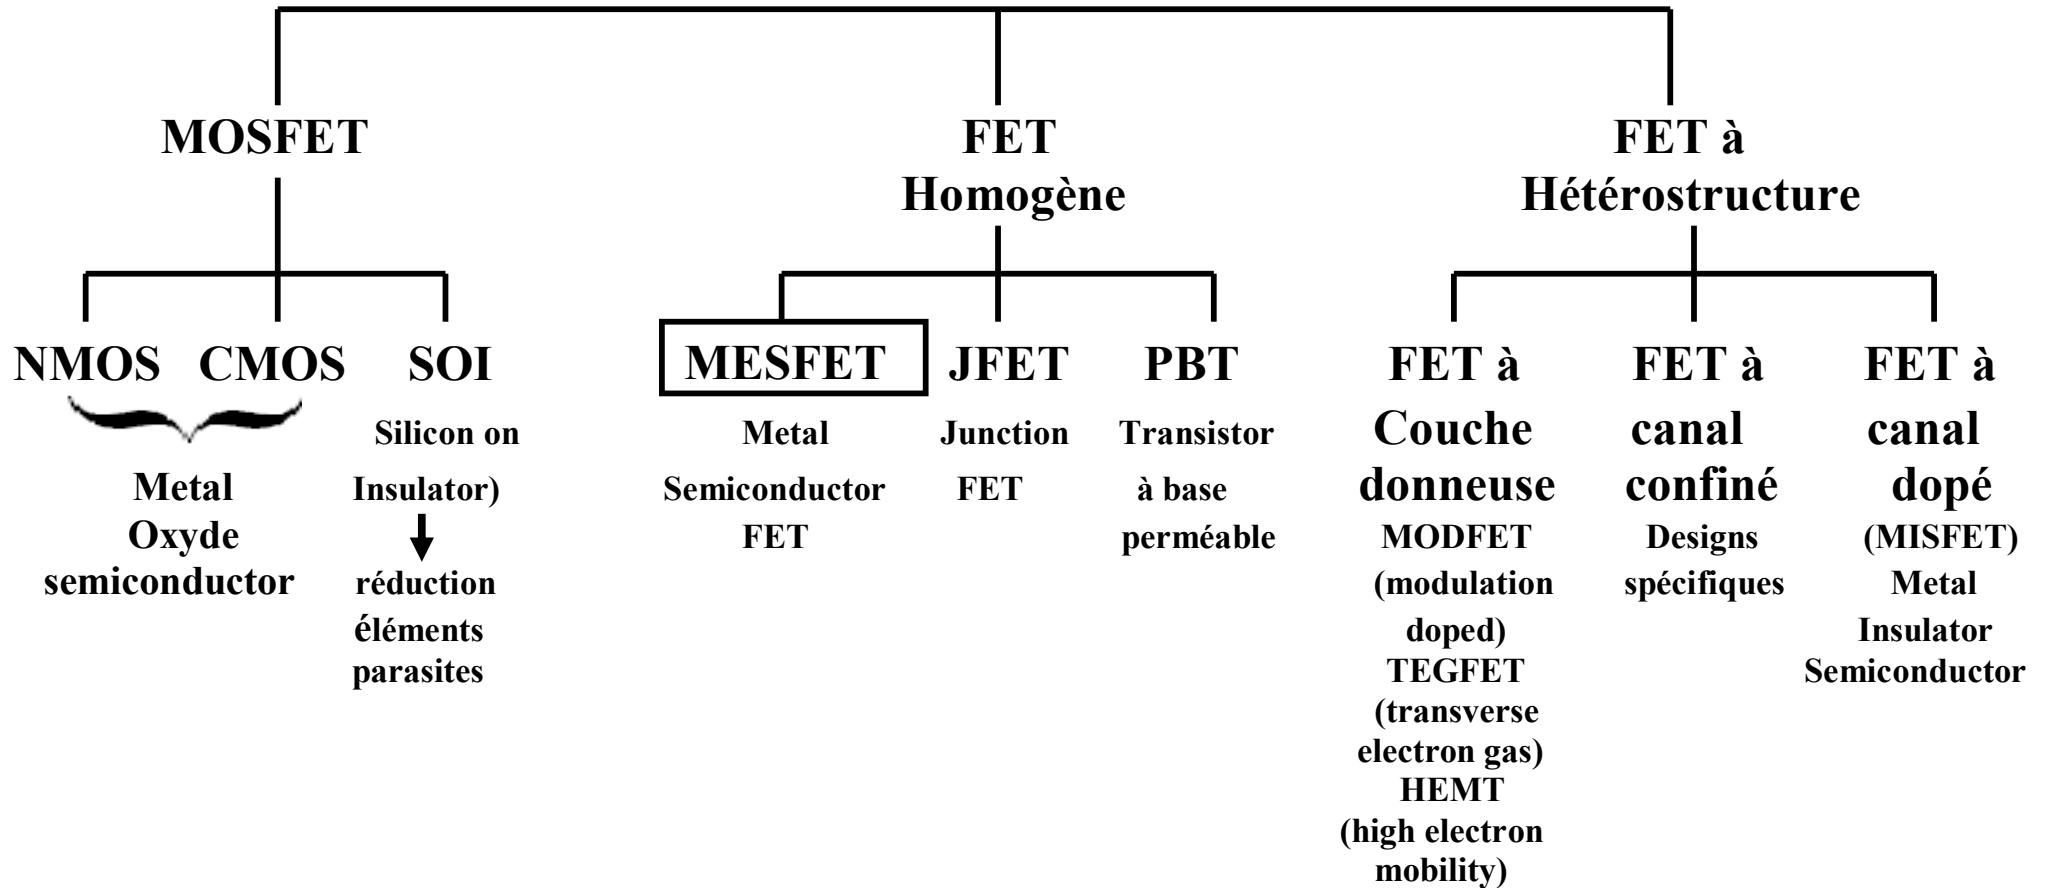 MOSFET
FET
Homogène
FET à
Hétérostructure
NMOS
CMOS
Metal
Oxyde
semiconductor
SOI
Silicon on
Insulator)
réduction
éléments
parasites
MESFET
Metal
Semiconductor
FET
JFET
Junction
FET
PBT
Transistor
à base
perméable
FET à
Couche
donneuse
MODFET
(modulation
doped)
TEGFET
(transverse
electron gas)
HEMT
(high electron
mobility)
FET à
canal
confiné
Designs
spécifiques
FET à
canal
dopé
(MISFET)
Metal
Insulator
Semiconductor